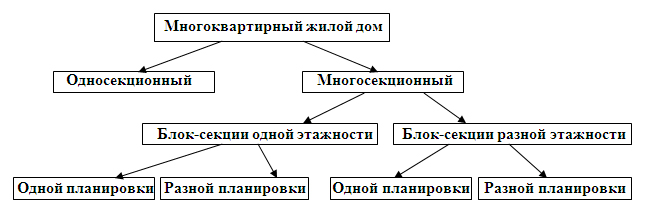 Многоквартирный жилой дом
Односекционный
Многосекционный
Блок-секции одной этажности
Блок-секции разной этажности
Одной планировки
Разной планировки
Одной планировки
Разной планировки